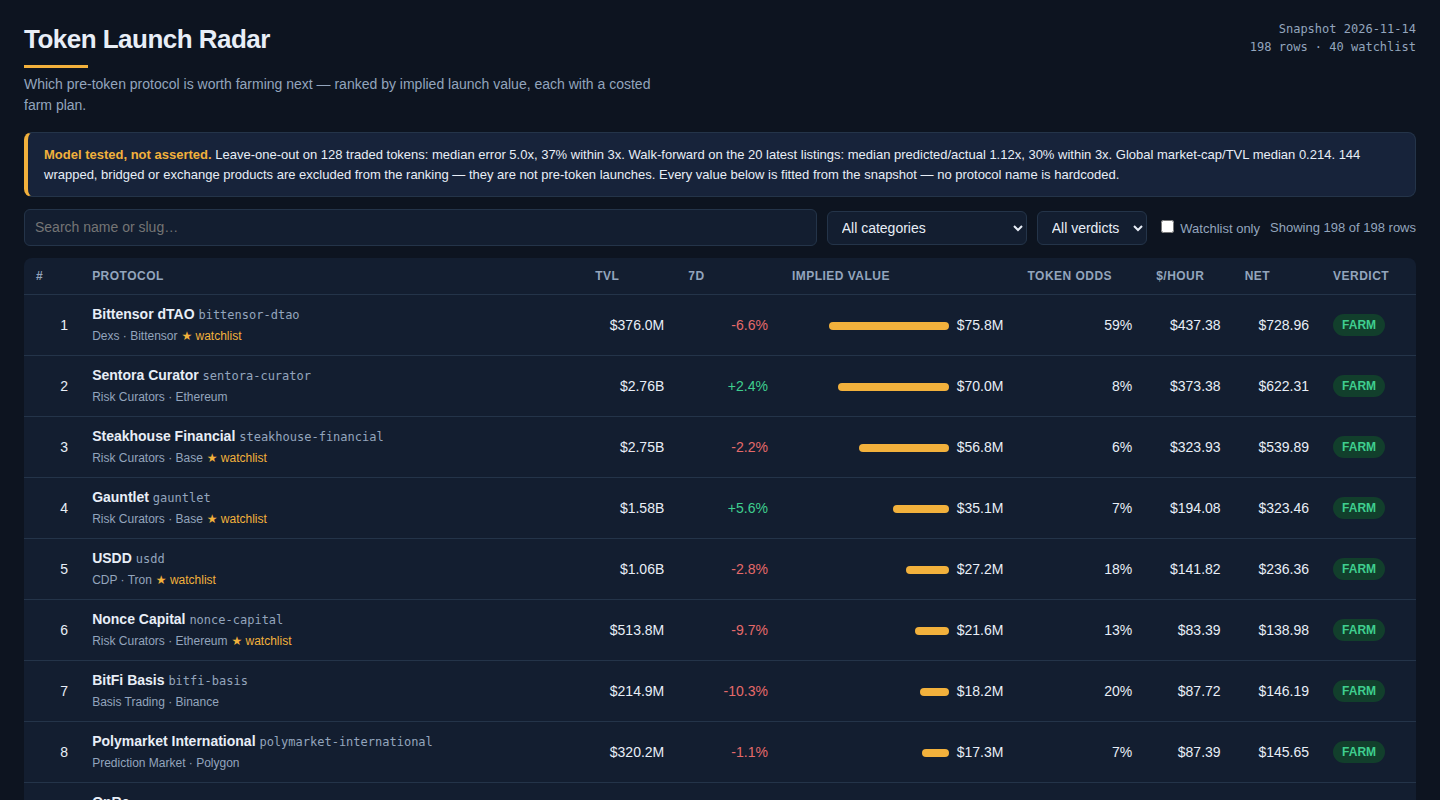 Token Launch Radar
Snapshot 2026-11-14
198 rows · 40 watchlist
Which pre-token protocol is worth farming next — ranked by implied launch value, each with a costed
farm plan.
Model tested, not asserted. Leave-one-out on 128 traded tokens: median error 5.0x, 37% within 3x. Walk-forward on the 20 latest listings: median predicted/actual 1.12x, 30% within 3x. Global market-cap/TVL median 0.214. 144
wrapped, bridged or exchange products are excluded from the ranking — they are not pre-token launches. Every value below is fitted from the snapshot — no protocol name is hardcoded.
Search name or slug… All categories All verdicts Watchlist only Showing 198 of 198 rows
# PROTOCOL TVL 7D IMPLIED VALUE TOKEN ODDS $/HOUR NET VERDICT
1 Bittensor dTAO bittensor-dtao $376.0M -6.6% $75.8M 59% $437.38 $728.96 FARM
Dexs · Bittensor ★ watchlist
2 Sentora Curator sentora-curator $2.76B +2.4% $70.0M 8% $373.38 $622.31 FARM
Risk Curators · Ethereum
3 Steakhouse Financial steakhouse-financial $2.75B -2.2% $56.8M 6% $323.93 $539.89 FARM
Risk Curators · Base ★ watchlist
4 Gauntlet gauntlet $1.58B +5.6% $35.1M 7% $194.08 $323.46 FARM
Risk Curators · Base ★ watchlist
5 USDD usdd $1.06B -2.8% $27.2M 18% $141.82 $236.36 FARM
CDP · Tron ★ watchlist
6 Nonce Capital nonce-capital $513.8M -9.7% $21.6M 13% $83.39 $138.98 FARM
Risk Curators · Ethereum ★ watchlist
7 BitFi Basis bitfi-basis $214.9M -10.3% $18.2M 20% $87.72 $146.19 FARM
Basis Trading · Binance
8 Polymarket International polymarket-international $320.2M -1.1% $17.3M 7% $87.39 $145.65 FARM
Prediction Market · Polygon